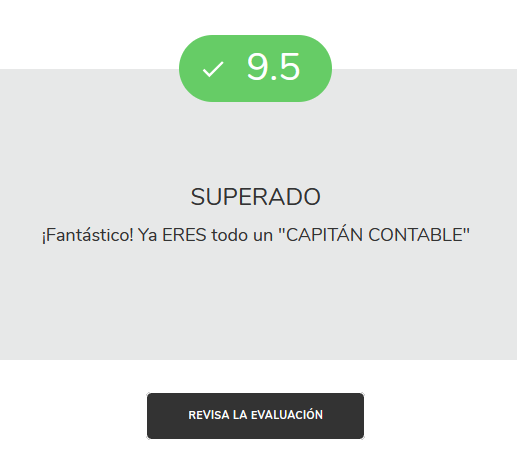 9.5
SUPERADO
¡Fantástico! Ya ERES todo un "CAPITÁN CONTABLE"
REVISA LA EVALUACIÓN